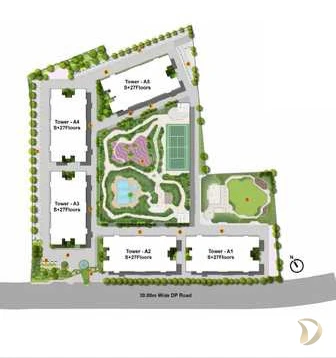 Tower - A5
S+27Floors
Tower - A4
S+27Floors
Tower - A3
S+27Floors
Tower - A2
S+27Floors
Tower - A1
S+27Floors
N
30.00m Wide DP Road